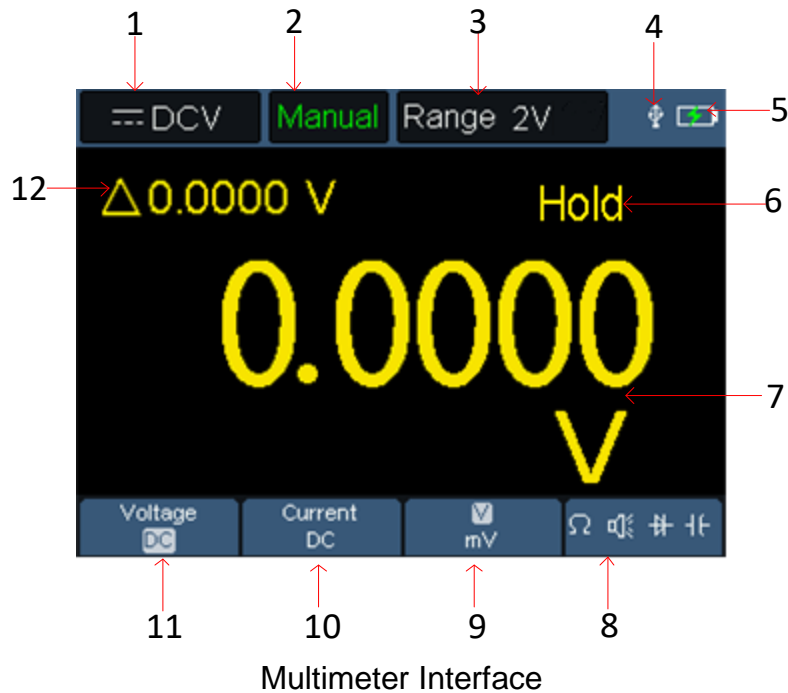 1 2 3 4
DCV Manual Range 2V
5
12
△ 0.0000 V Hold
6
0.0000
7
V
Voltage Current V
DC DC mV Ω
11 10 9 8
Multimeter Interface